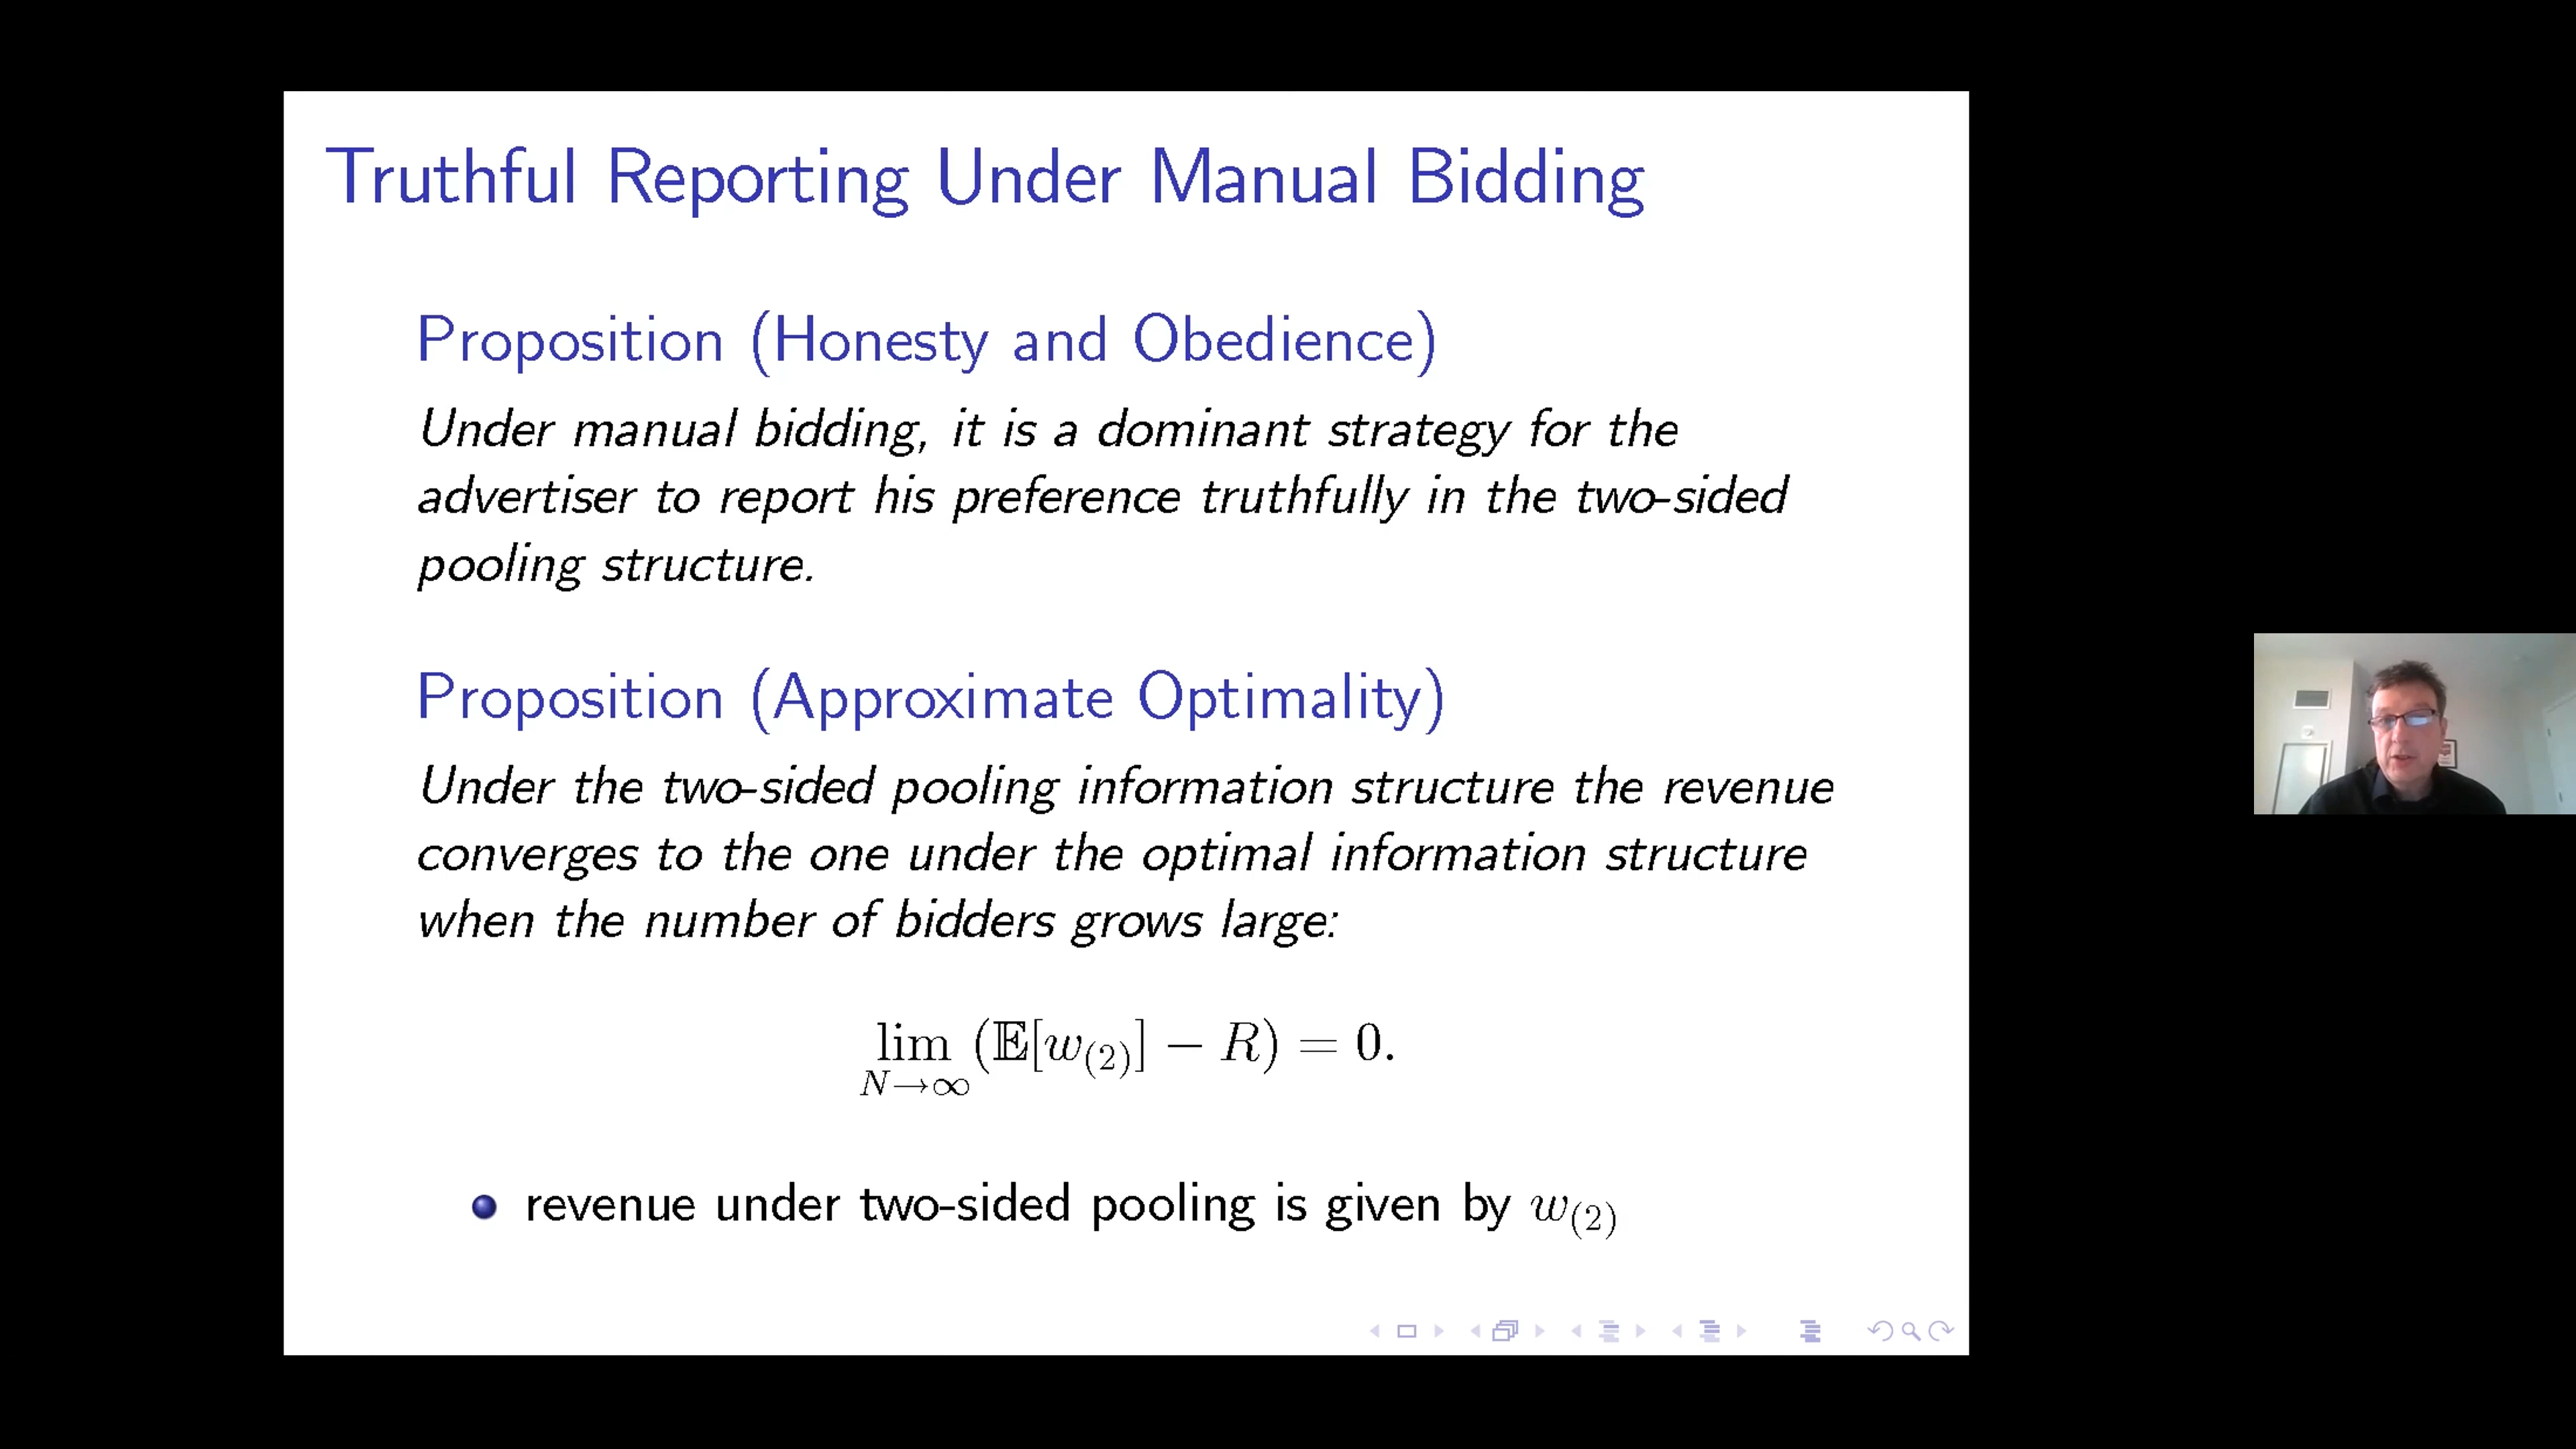 Truthful Reporting Under Manual Bidding
Proposition (Honesty and Obedience)
Under manual bidding, it is a dominant strategy for the
advertiser to report his preference truthfully in the two-sided
pooling structure.
Proposition (Approximate Optimality)
Under the two-sided pooling information structure the revenue
converges to the one under the optimal information structure
when the number of bidders grows large:
lim_{N→∞} (𝔼[w_{(2)}] − R) = 0.
revenue under two-sided pooling is given by w_{(2)}